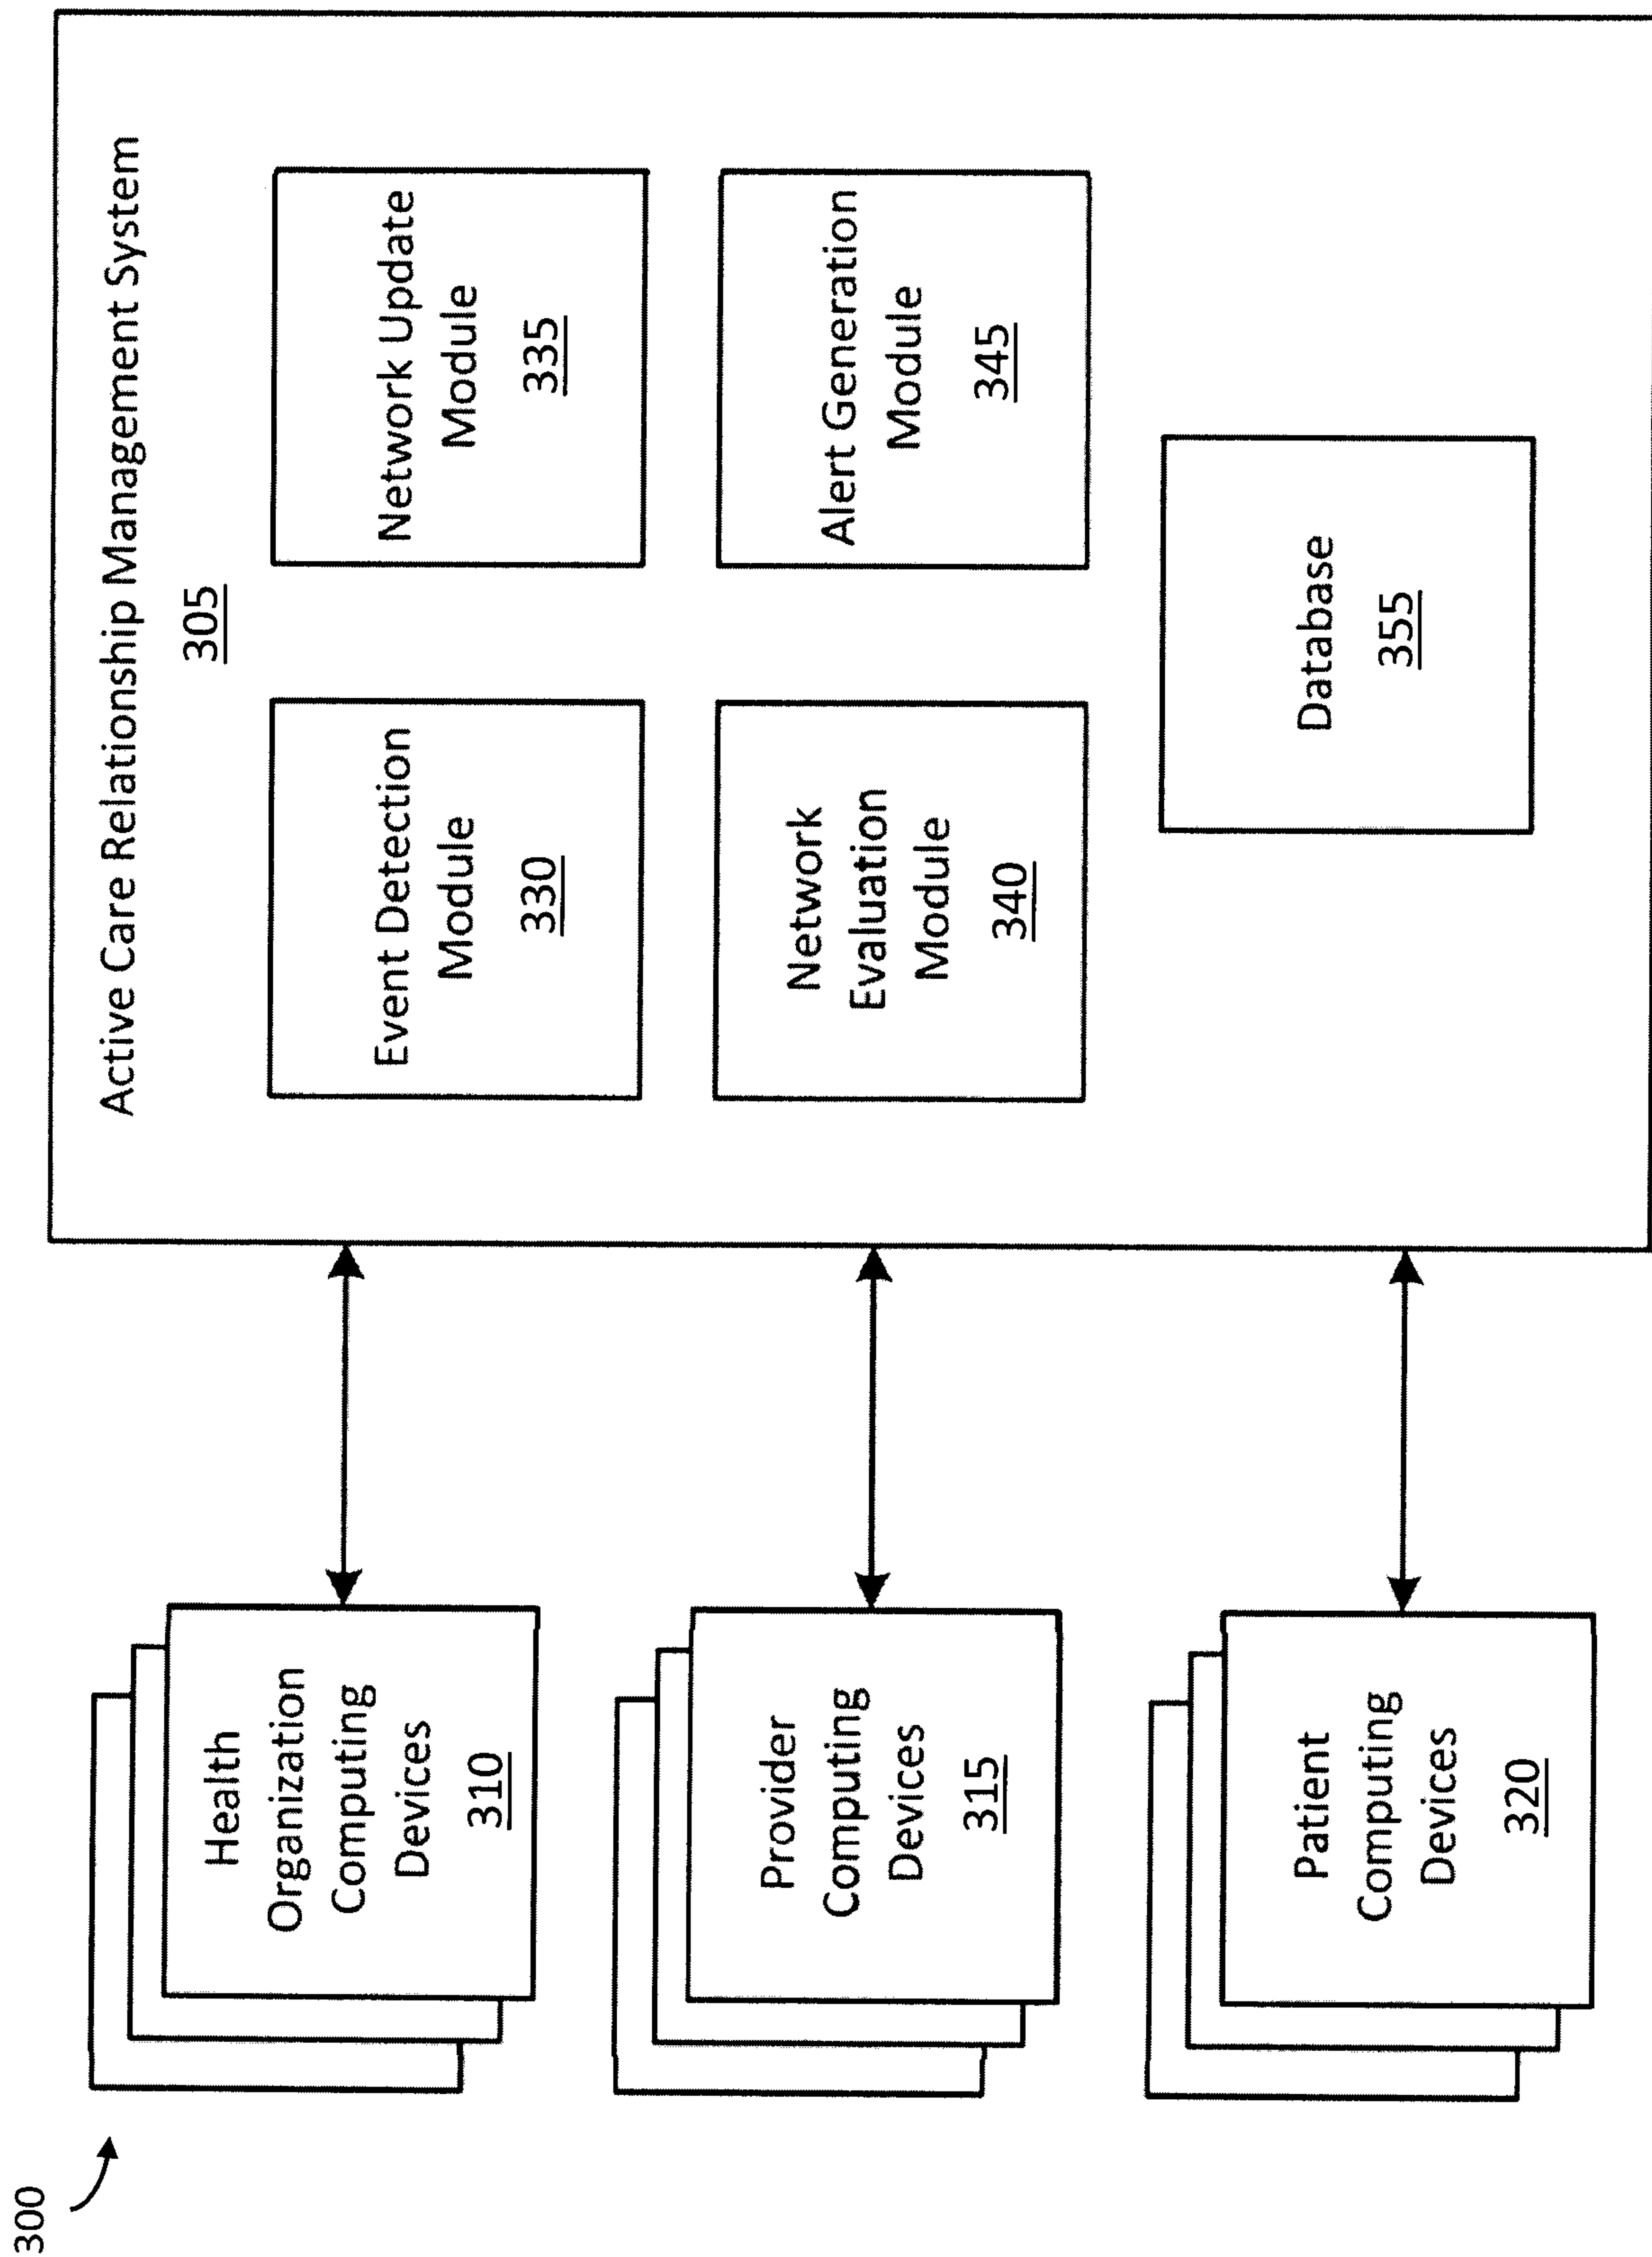 300
Health
Organization
Computing
Devices
310
Provider
Computing
Devices
315
Patient
Computing
Devices
320
Active Care Relationship Management System
305
Event Detection
Module
330
Network Update
Module
335
Network
Evaluation
Module
340
Alert Generation
Module
345
Database
355